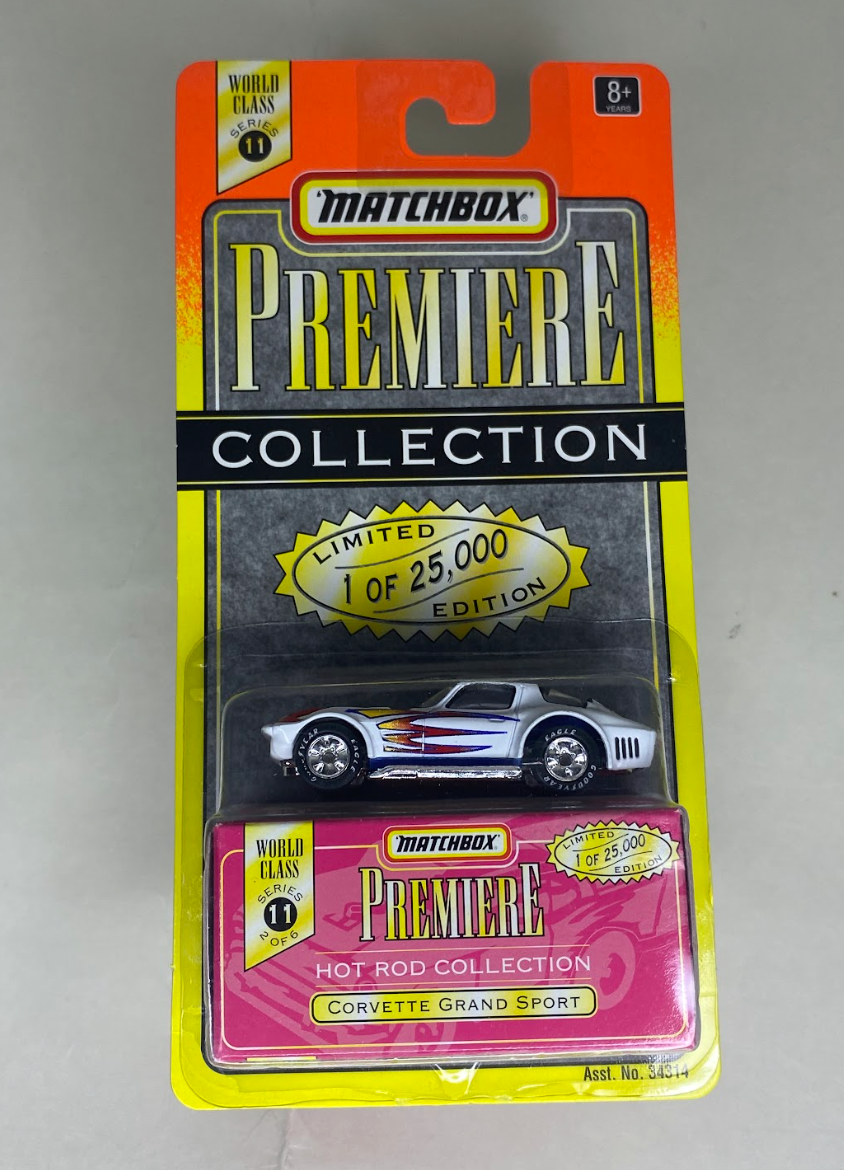 WORLD
CLASS
SERIES
11
8+
YEARS
"MATCHBOX"®
PREMIERE
COLLECTION
LIMITED
1 OF 25,000
EDITION
GOODYEAR EAGLE
EAGLE GOODYEAR
WORLD
CLASS
SERIES
11
2 OF 6
"MATCHBOX"®
PREMIERE
LIMITED
1 OF 25,000
EDITION
HOT ROD COLLECTION
CORVETTE GRAND SPORT
Asst. No. 34314